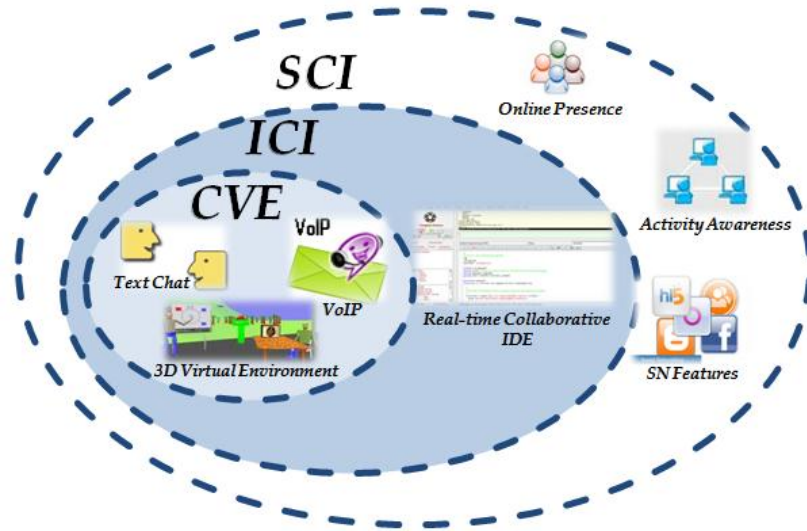 SCI
Online Presence
ICI
CVE
Activity Awareness
VoIP
Text Chat
VoIP
Real-time Collaborative
IDE
3D Virtual Environment
hi5
SN Features